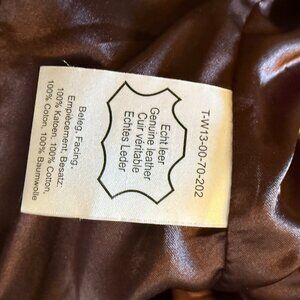 T-W13-00-70-202
Echt leer
Genuine leather
Cuir véritable
Echtes Leder
Beleg, Facing,
Empiècement, Besatz:
100% Katoen, 100% Cotton,
100% Coton, 100% Baumwolle